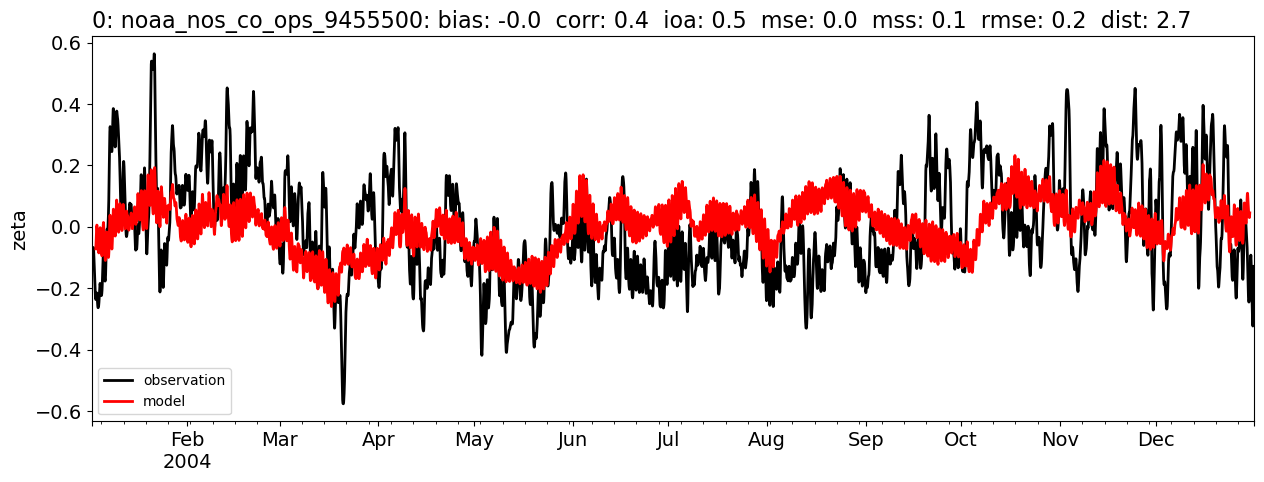 0: noaa_nos_co_ops_9455500: bias: -0.0  corr: 0.4  ioa: 0.5  mse: 0.0  mss: 0.1  rmse: 0.2  dist: 2.7
0.6
0.4
0.2
0.0
−0.2
−0.4
−0.6
zeta
observation
model
Feb Mar Apr May Jun Jul Aug Sep Oct Nov Dec
2004